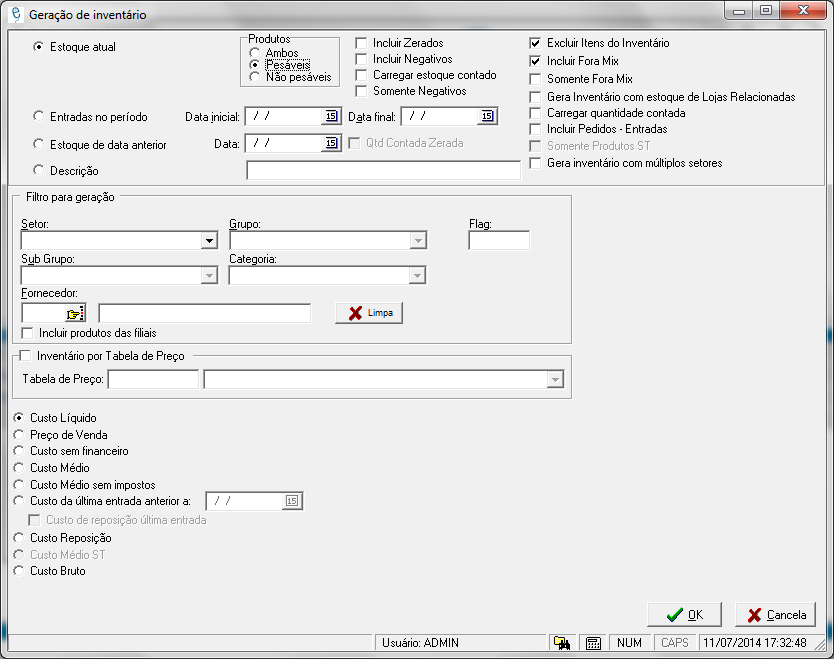 Geração de inventário
Estoque atual
Produtos
Ambos
Pesáveis
Não pesáveis
Incluir Zerados
Incluir Negativos
Carregar estoque contado
Somente Negativos
Excluir Itens do Inventário
Incluir Fora Mix
Somente Fora Mix
Gera Inventário com estoque de Lojas Relacionadas
Carregar quantidade contada
Incluir Pedidos - Entradas
Somente Produtos ST
Gera inventário com múltiplos setores
Entradas no período Data inicial: / / 15 Data final: / / 15
Estoque de data anterior Data: / / 15 Qtd Contada Zerada
Descrição
Filtro para geração
Setor: Grupo: Flag:
Sub Grupo: Categoria:
Fornecedor:
Limpa
Incluir produtos das filiais
Inventário por Tabela de Preço
Tabela de Preço:
Custo Líquido
Preço de Venda
Custo sem financeiro
Custo Médio
Custo Médio sem impostos
Custo da última entrada anterior a: / / 15
Custo de reposição última entrada
Custo Reposição
Custo Médio ST
Custo Bruto
OK Cancela
Usuário: ADMIN NUM CAPS 11/07/2014 17:32:48